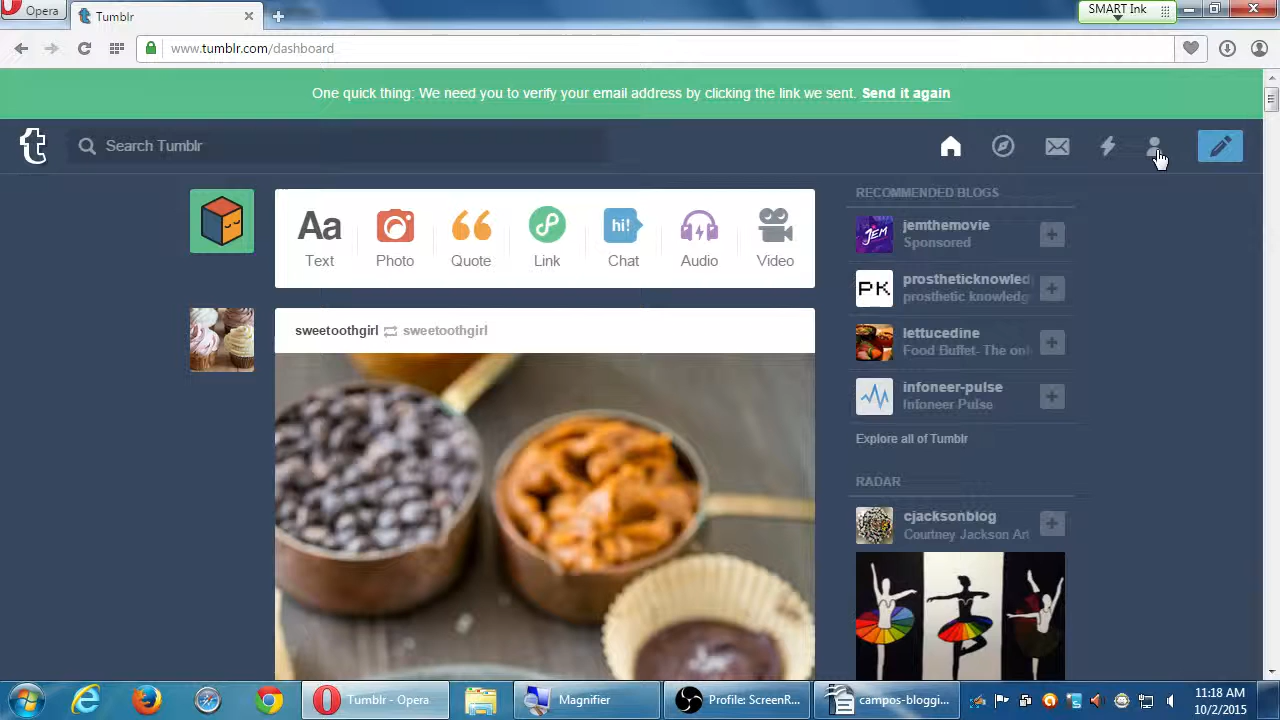 Opera
Tumblr
SMART Ink
www.tumblr.com/dashboard
One quick thing: We need you to verify your email address by clicking the link we sent. Send it again
t
Search Tumblr
Aa
hi!
Text
Photo
Quote
Link
Chat
Audio
Video
sweetoothgirl
sweetoothgirl
RECOMMENDED BLOGS
JEM
jemthemovie
Sponsored
PK
prostheticknowled
prosthetic knowledg
lettucedine
Food Buffet- The onl
infoneer-pulse
Infoneer Pulse
Explore all of Tumblr
RADAR
cjacksonblog
Courtney Jackson Art
Tumblr - Opera
Magnifier
Profile: ScreenR...
campos-bloggi...
11:18 AM
10/2/2015